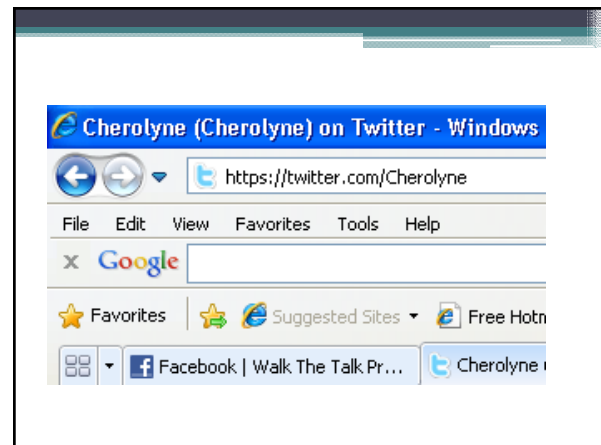 Cherolyne (Cherolyne) on Twitter - Windows
https://twitter.com/Cherolyne
File Edit View Favorites Tools Help
x Google
Favorites Suggested Sites Free Hotn
Facebook | Walk The Talk Pr... Cherolyne